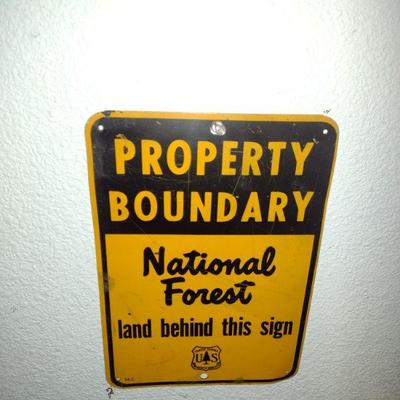 PROPERTY
BOUNDARY
National
Forest
land behind this sign
U S